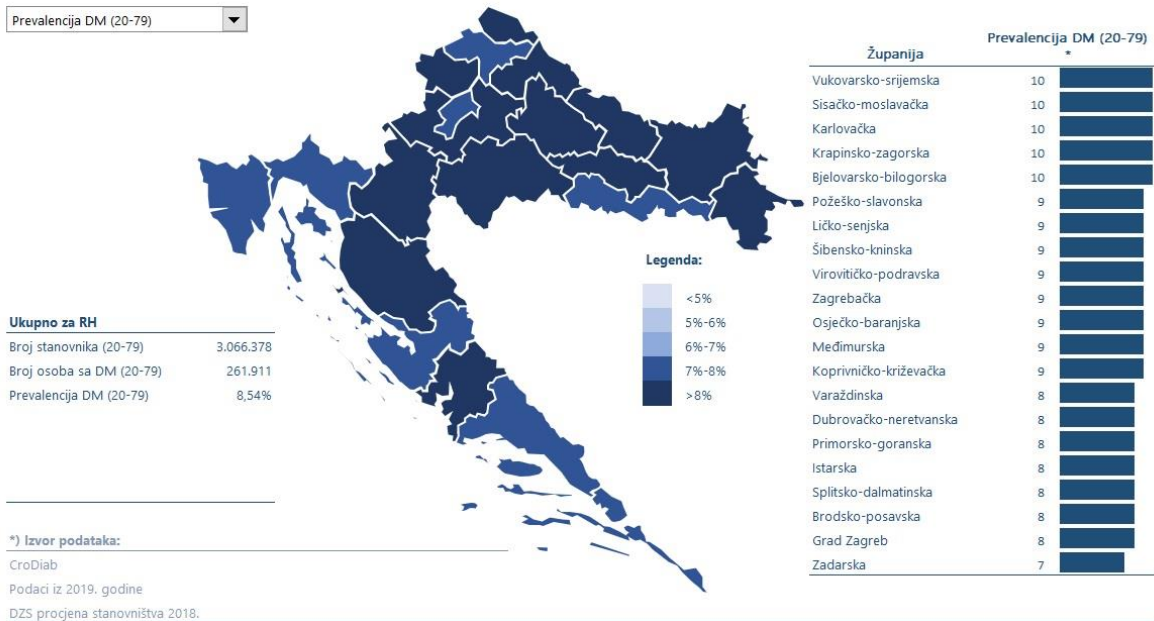 Prevalencija DM (20-79)
Prevalencija DM (20-79)
Županija *
Vukovarsko-srijemska 10
Sisačko-moslavačka 10
Karlovačka 10
Krapinsko-zagorska 10
Bjelovarsko-bilogorska 10
Požeško-slavonska 9
Ličko-senjska 9
Šibensko-kninska 9
Virovitičko-podravska 9
Zagrebačka 9
Osječko-baranjska 9
Međimurska 9
Koprivničko-križevačka 9
Varaždinska 8
Dubrovačko-neretvanska 8
Primorsko-goranska 8
Istarska 8
Splitsko-dalmatinska 8
Brodsko-posavska 8
Grad Zagreb 8
Zadarska 7
Legenda:
<5%
5%-6%
6%-7%
7%-8%
>8%
Ukupno za RH
Broj stanovnika (20-79) 3.066.378
Broj osoba sa DM (20-79) 261.911
Prevalencija DM (20-79) 8,54%
*) Izvor podataka:
CroDiab
Podaci iz 2019. godine
DZS procjena stanovništva 2018.